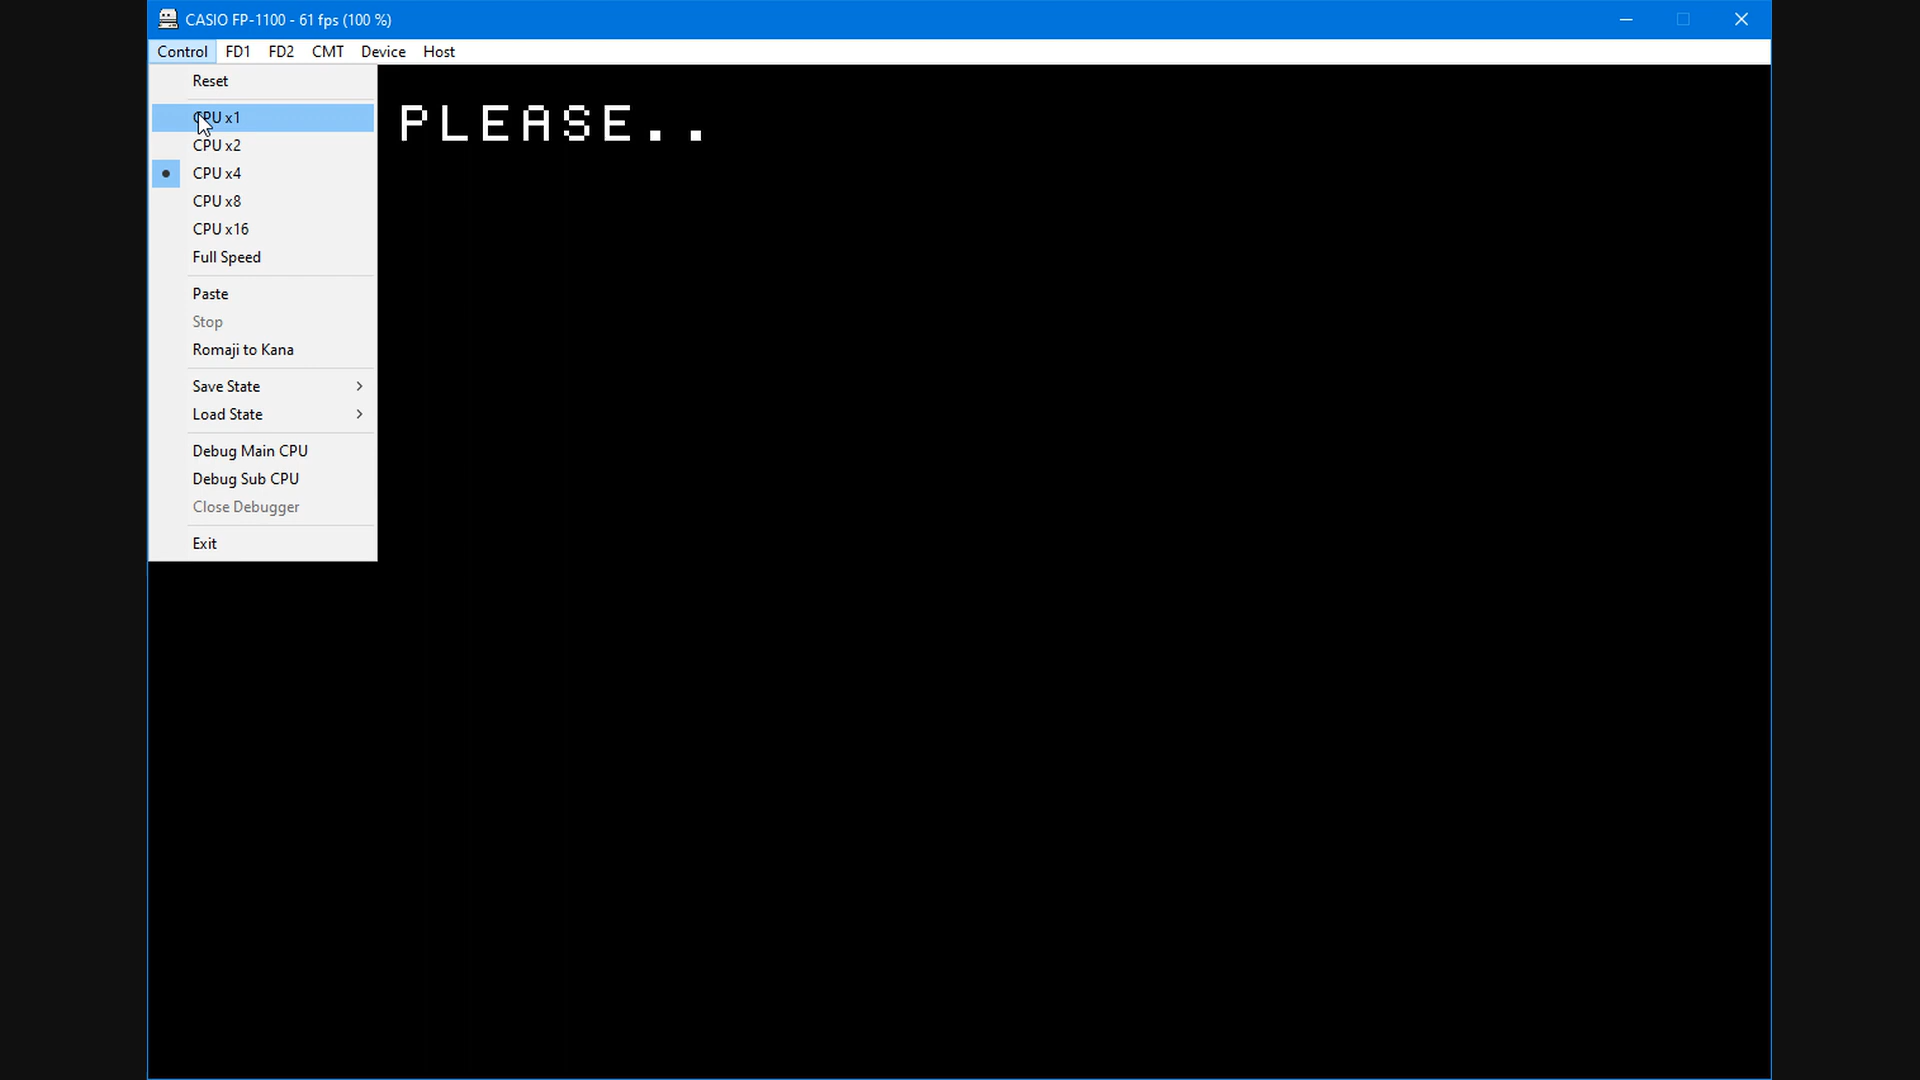 CASIO FP-1100 - 61 fps (100 %)
Control FD1 FD2 CMT Device Host
Reset
PLEASE..
CPU x1
CPU x2
CPU x4
CPU x8
CPU x16
Full Speed
Paste
Stop
Romaji to Kana
Save State
Load State
Debug Main CPU
Debug Sub CPU
Close Debugger
Exit